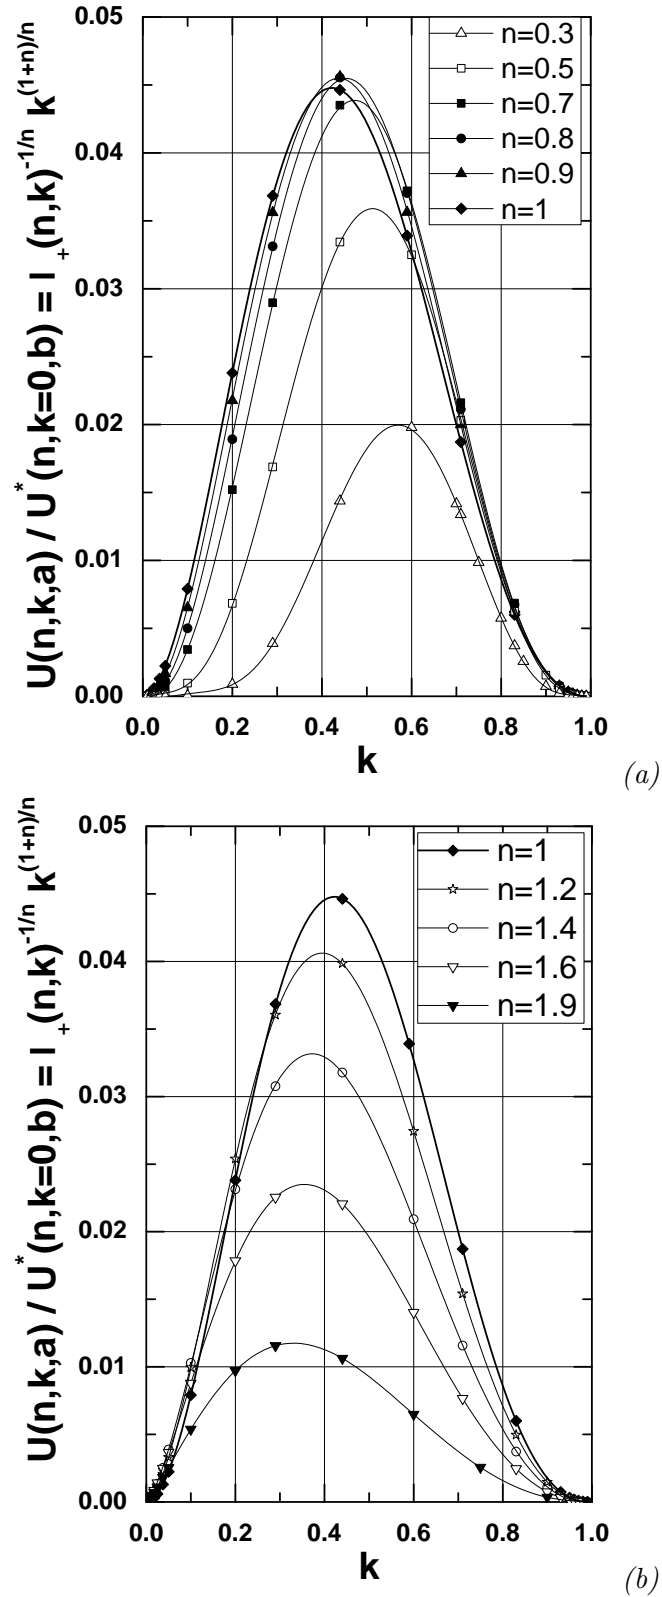 U(n,k,a) / U*(n,k=0,b) = I₊(n,k)^-1/n k^(1+n)/n
0.05
0.04
0.03
0.02
0.01
0.00
n=0.3
n=0.5
n=0.7
n=0.8
n=0.9
n=1
0.0 0.2 0.4 0.6 0.8 1.0
k
(a)
U(n,k,a) / U*(n,k=0,b) = I₊(n,k)^-1/n k^(1+n)/n
0.05
0.04
0.03
0.02
0.01
0.00
n=1
n=1.2
n=1.4
n=1.6
n=1.9
0.0 0.2 0.4 0.6 0.8 1.0
k
(b)